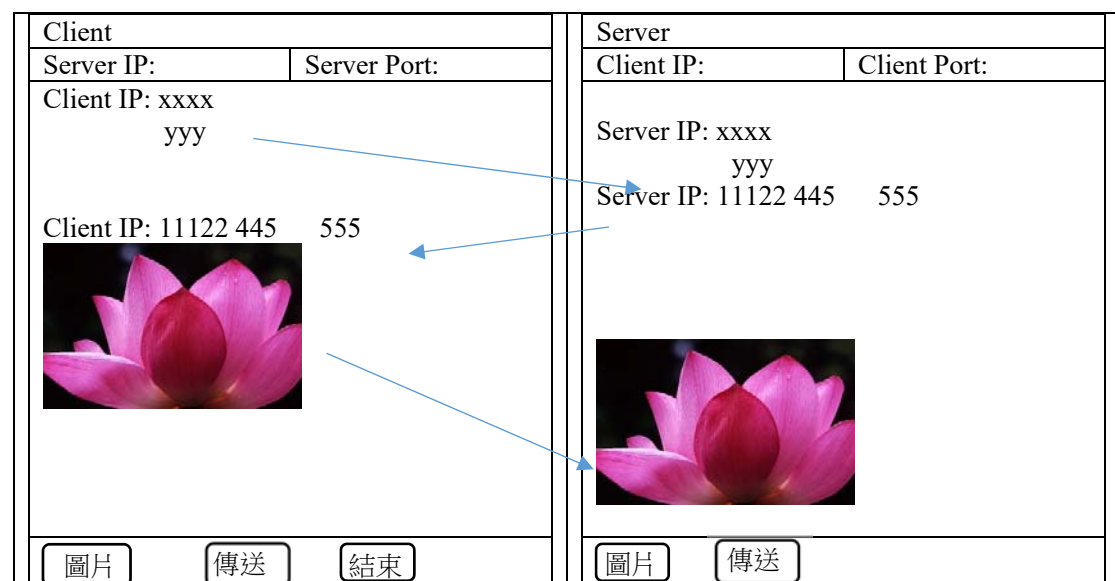 Client
Server IP:
Server Port:
Client IP: xxxx
yyy
Client IP: 11122 445 555
圖片
傳送
結束
Server
Client IP:
Client Port:
Server IP: xxxx
yyy
Server IP: 11122 445 555
圖片
傳送